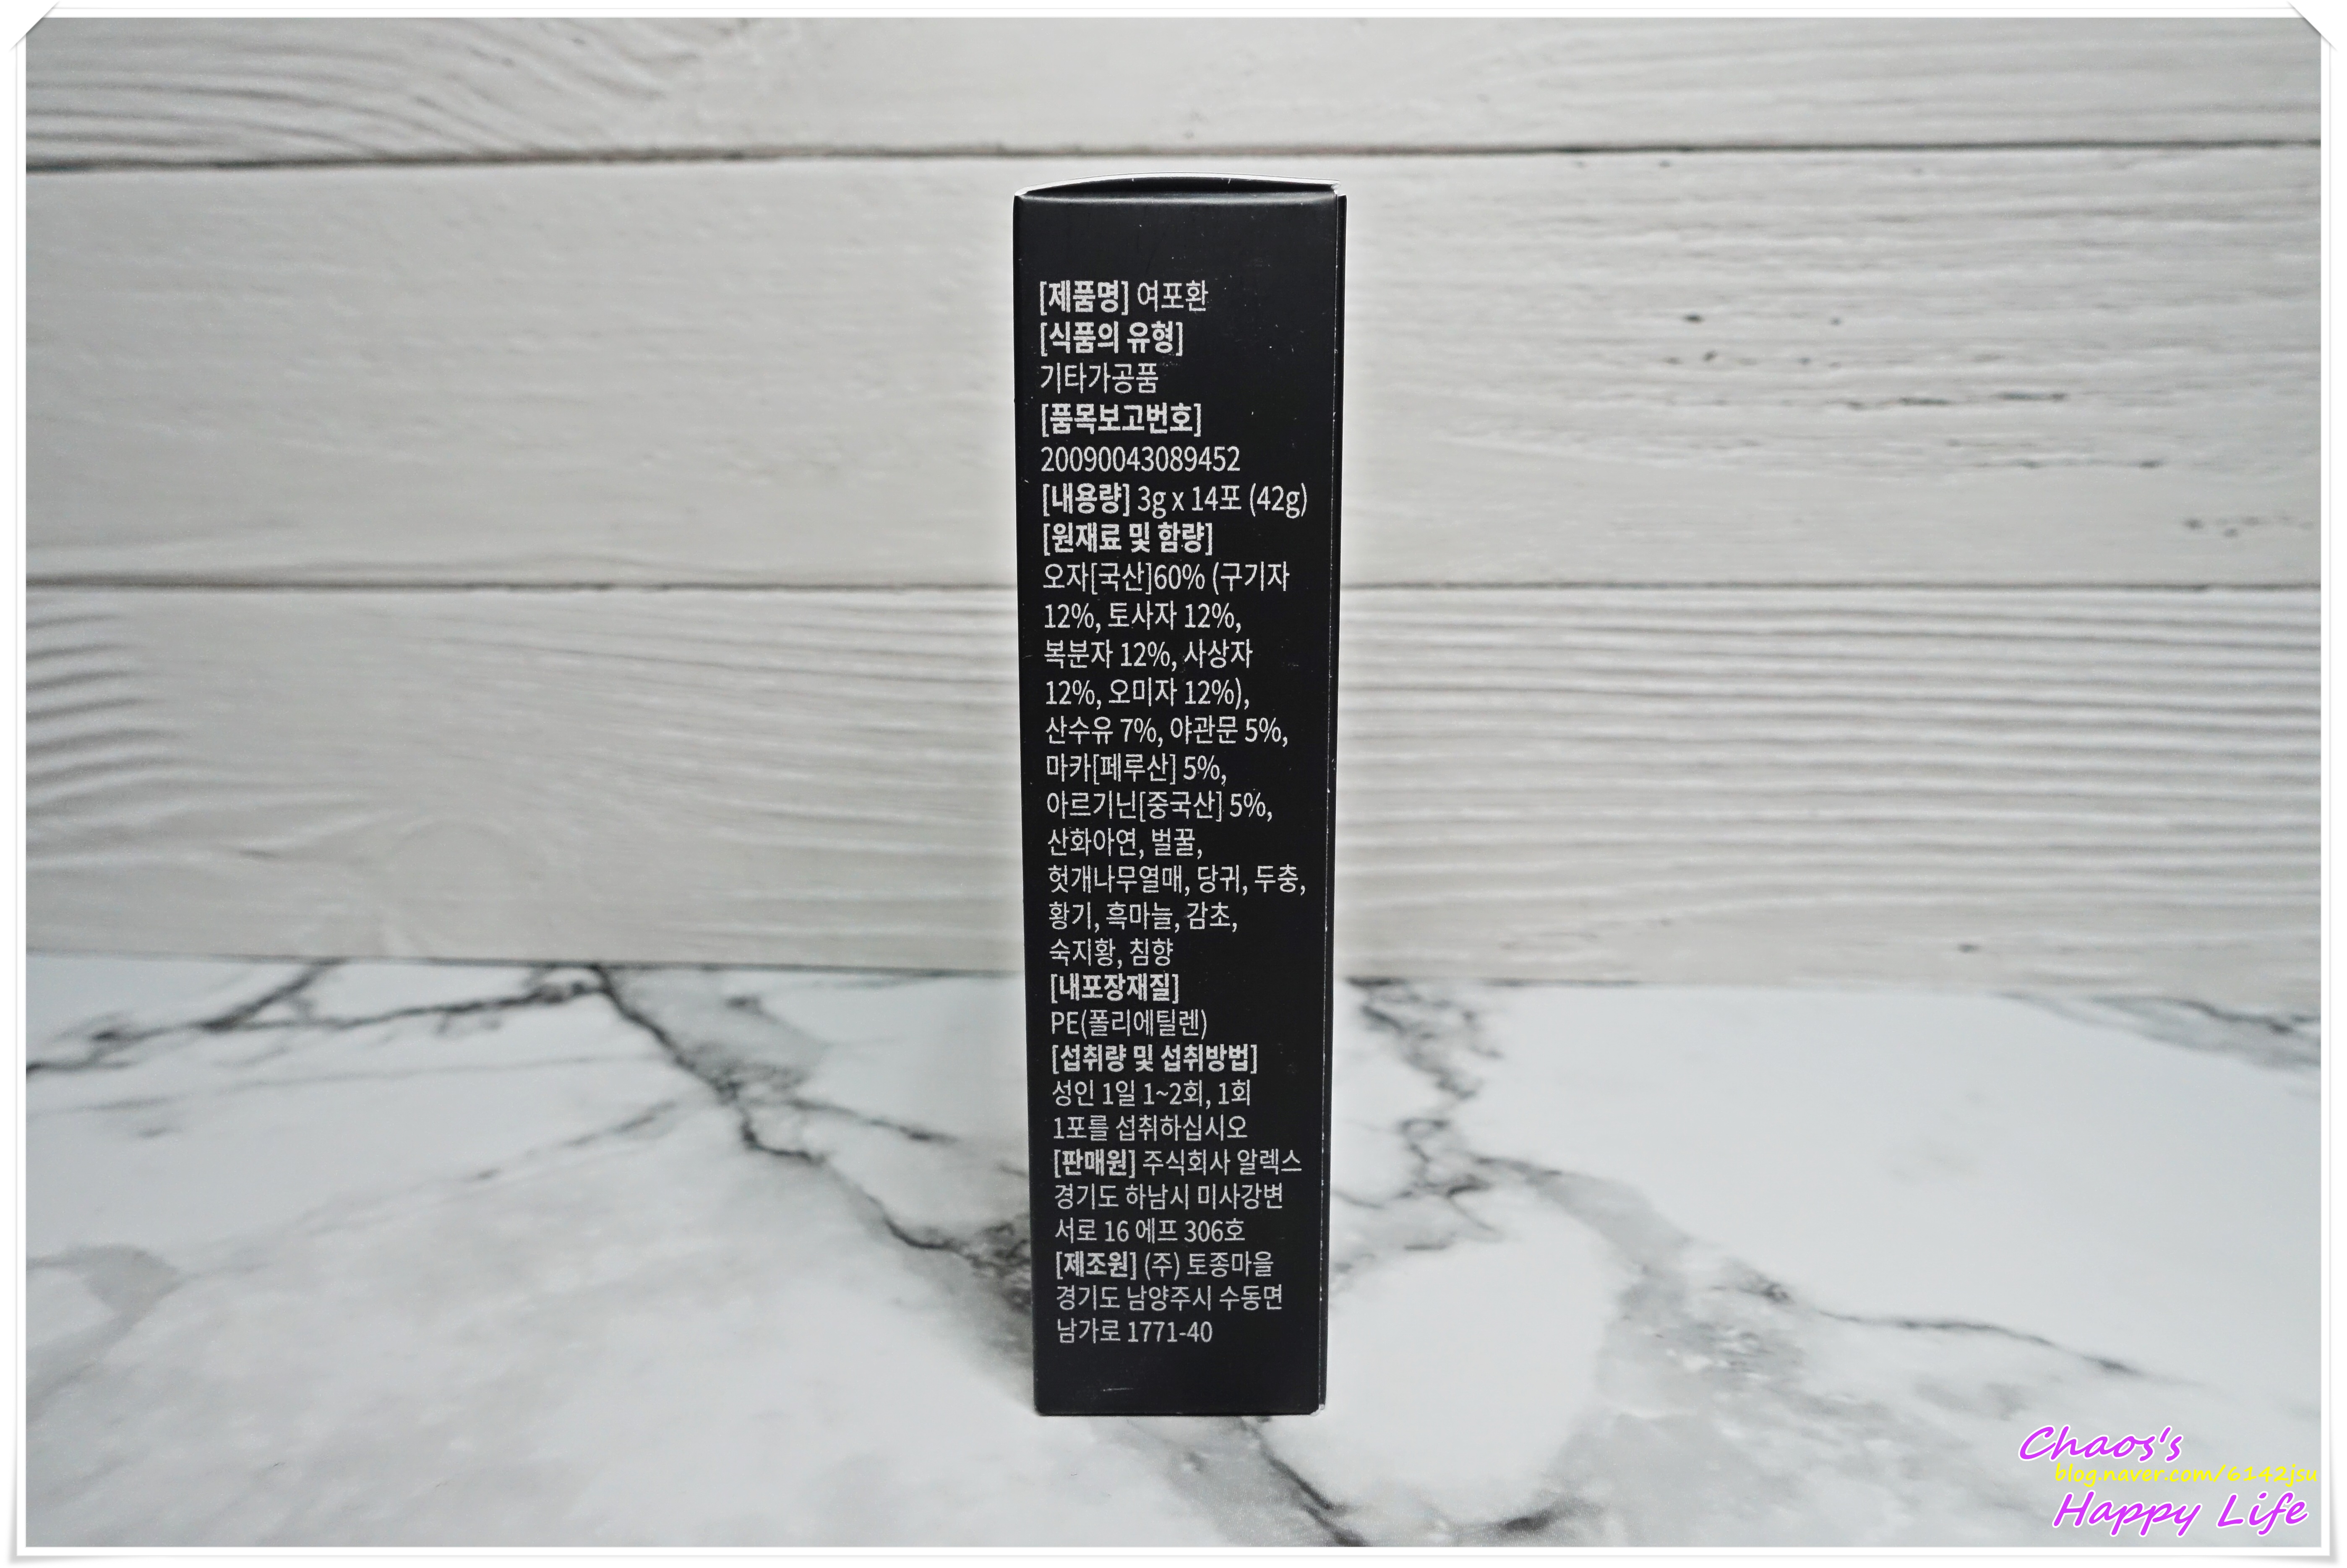 [제품명] 여포환
[식품의 유형]
기타가공품
[품목보고번호]
20090043089452
[내용량] 3g x 14포 (42g)
[원재료 및 함량]
오자[국산]60% (구기자
12%, 토사자 12%,
복분자 12%, 사상자
12%, 오미자 12%),
산수유 7%, 야관문 5%,
마카[페루산] 5%,
아르기닌[중국산] 5%,
산화아연, 벌꿀,
헛개나무열매, 당귀, 두충,
황기, 흑마늘, 감초,
숙지황, 침향
[내포장재질]
PE(폴리에틸렌)
[섭취량 및 섭취방법]
성인 1일 1~2회, 1회
1포를 섭취하십시오
[판매원] 주식회사 알렉스
경기도 하남시 미사강변
서로 16 에프 306호
[제조원] (주) 토종마을
경기도 남양주시 수동면
남가로 1771-40
Chaos's
blog.naver.com/6142jsu
Happy Life